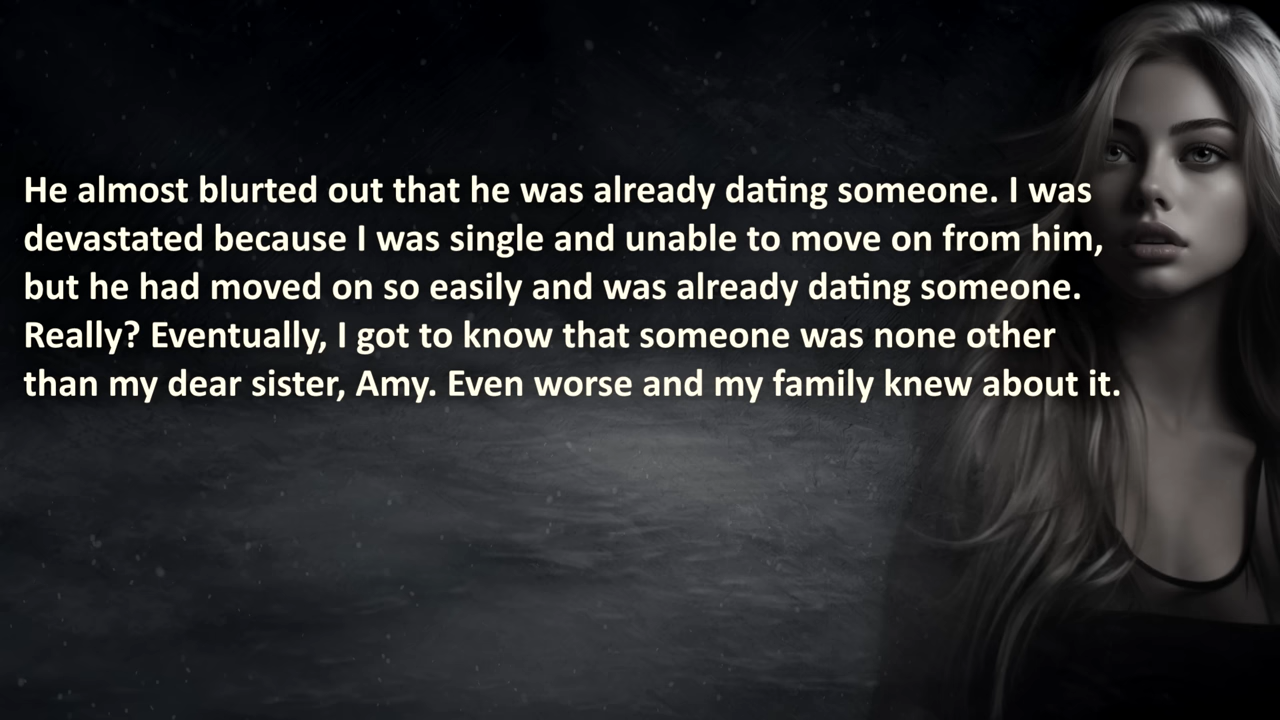 He almost blurted out that he was already dating someone. I was
devastated because I was single and unable to move on from him,
but he had moved on so easily and was already dating someone.
Really? Eventually, I got to know that someone was none other
than my dear sister, Amy. Even worse and my family knew about it.